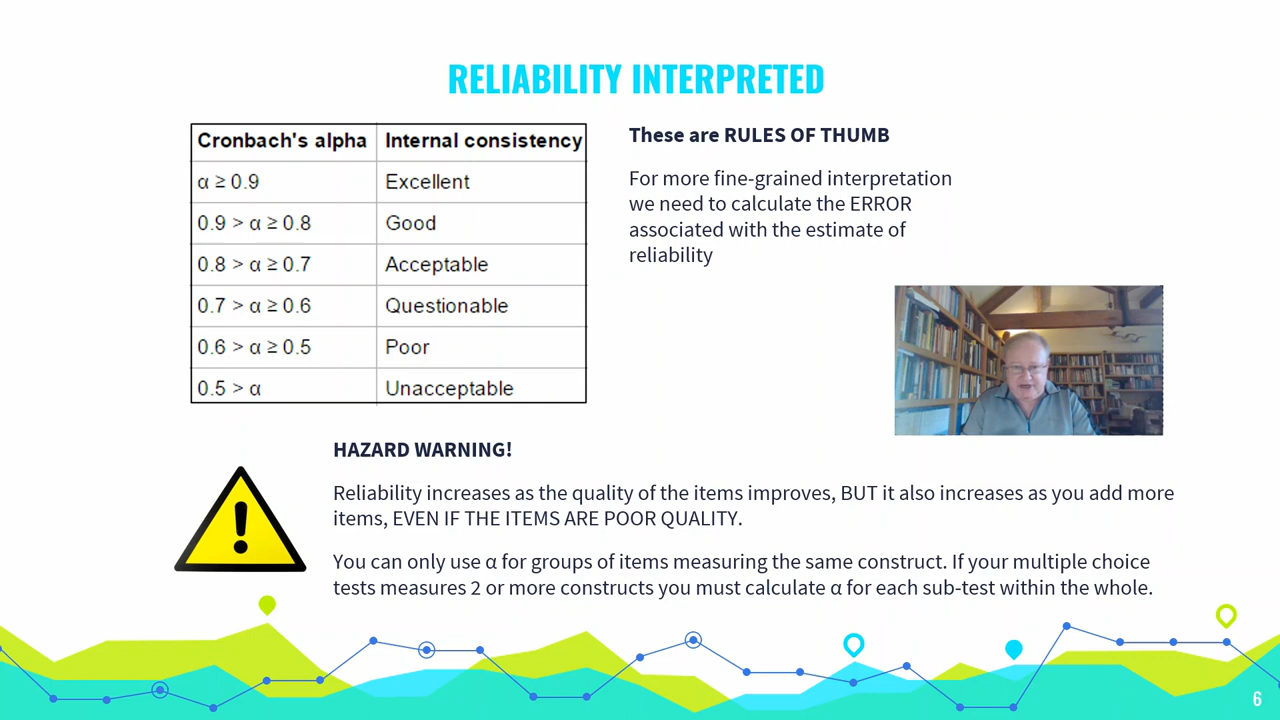 RELIABILITY INTERPRETED
Cronbach's alpha Internal consistency
α ≥ 0.9 Excellent
0.9 > α ≥ 0.8 Good
0.8 > α ≥ 0.7 Acceptable
0.7 > α ≥ 0.6 Questionable
0.6 > α ≥ 0.5 Poor
0.5 > α Unacceptable
These are RULES OF THUMB
For more fine-grained interpretation
we need to calculate the ERROR
associated with the estimate of
reliability
HAZARD WARNING!
Reliability increases as the quality of the items improves, BUT it also increases as you add more
items, EVEN IF THE ITEMS ARE POOR QUALITY.
You can only use α for groups of items measuring the same construct. If your multiple choice
tests measures 2 or more constructs you must calculate α for each sub-test within the whole.
6